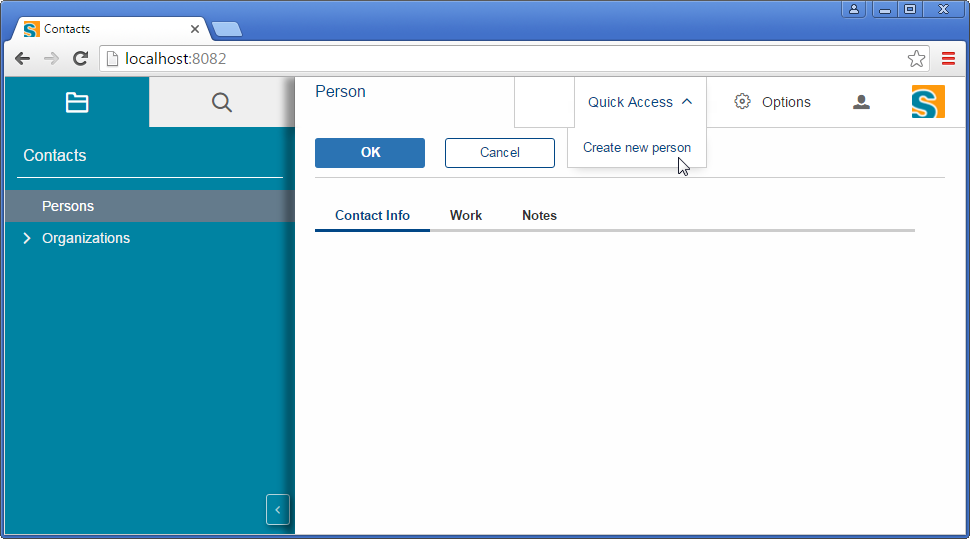 Contacts
localhost:8082
Person
Quick Access
Options
Create new person
OK
Cancel
Contacts
Persons
Organizations
Contact Info
Work
Notes